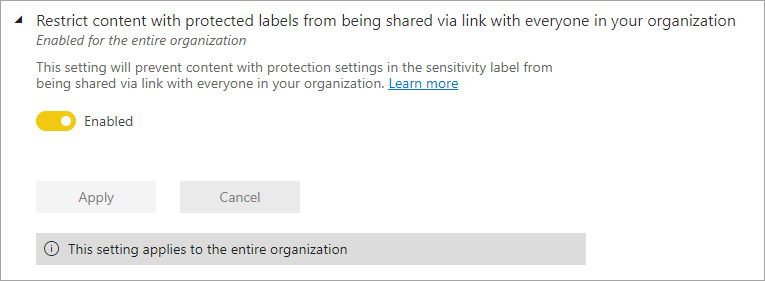 Restrict content with protected labels from being shared via link with everyone in your organization
Enabled for the entire organization
This setting will prevent content with protection settings in the sensitivity label from
being shared via link with everyone in your organization. Learn more
Enabled
Apply Cancel
This setting applies to the entire organization